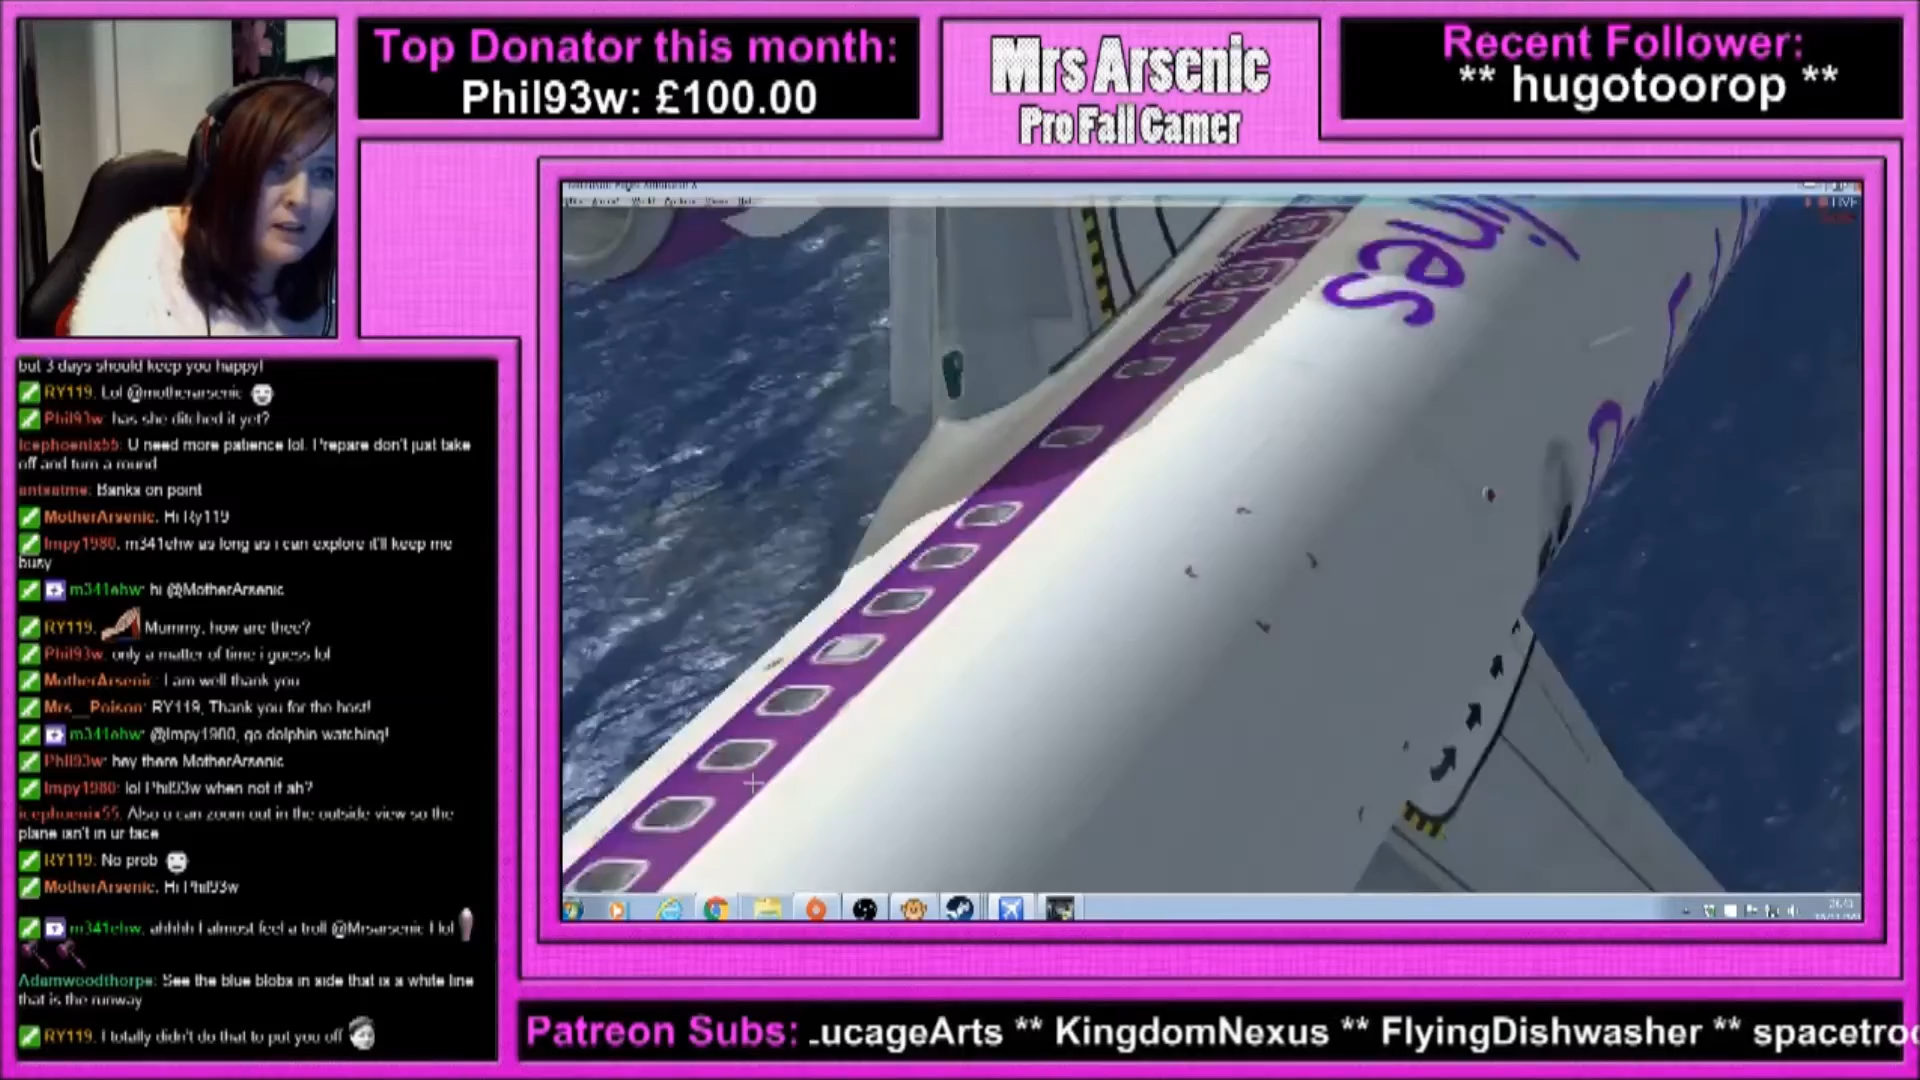 Top Donator this month:
Phil93w: £100.00
Mrs Arsenic
Pro Fall Gamer
Recent Follower:
** hugotoorop **
ines
LIVE
but 3 days should keep you happy!
RY119: Lol @motherarsenic
Phil93w: has she ditched it yet?
icephoenix55: U need more patience lol. Prepare don't just take
off and turn a round
Banks on point
MotherArsenic: Hi Ry119
Impy1980: m341ehw as long as i can explore it'll keep me
busy
m341ehw: hi @MotherArsenic
RY119: Mummy, how are thee?
Phil93w: only a matter of time i guess lol
MotherArsenic: I am well thank you
Mrs__Poison: RY119, Thank you for the host!
m341ehw: @Impy1980, go dolphin watching!
Phil93w: hey there MotherArsenic
Impy1980: lol Phil93w when not if ah?
icephoenix55: Also u can zoom out in the outside view so the
plane isn't in ur face
RY119: No prob
MotherArsenic: Hi Phil93w
m341ehw: ahhhh I almost feel a troll @Mrsarsenic I lol
Adamwoodthorpe: See the blue blobs in side that is a white line
that is the runway
RY119: I totally didn't do that to put you off
Patreon Subs: .ucageArts ** KingdomNexus ** FlyingDishwasher ** spacetroo